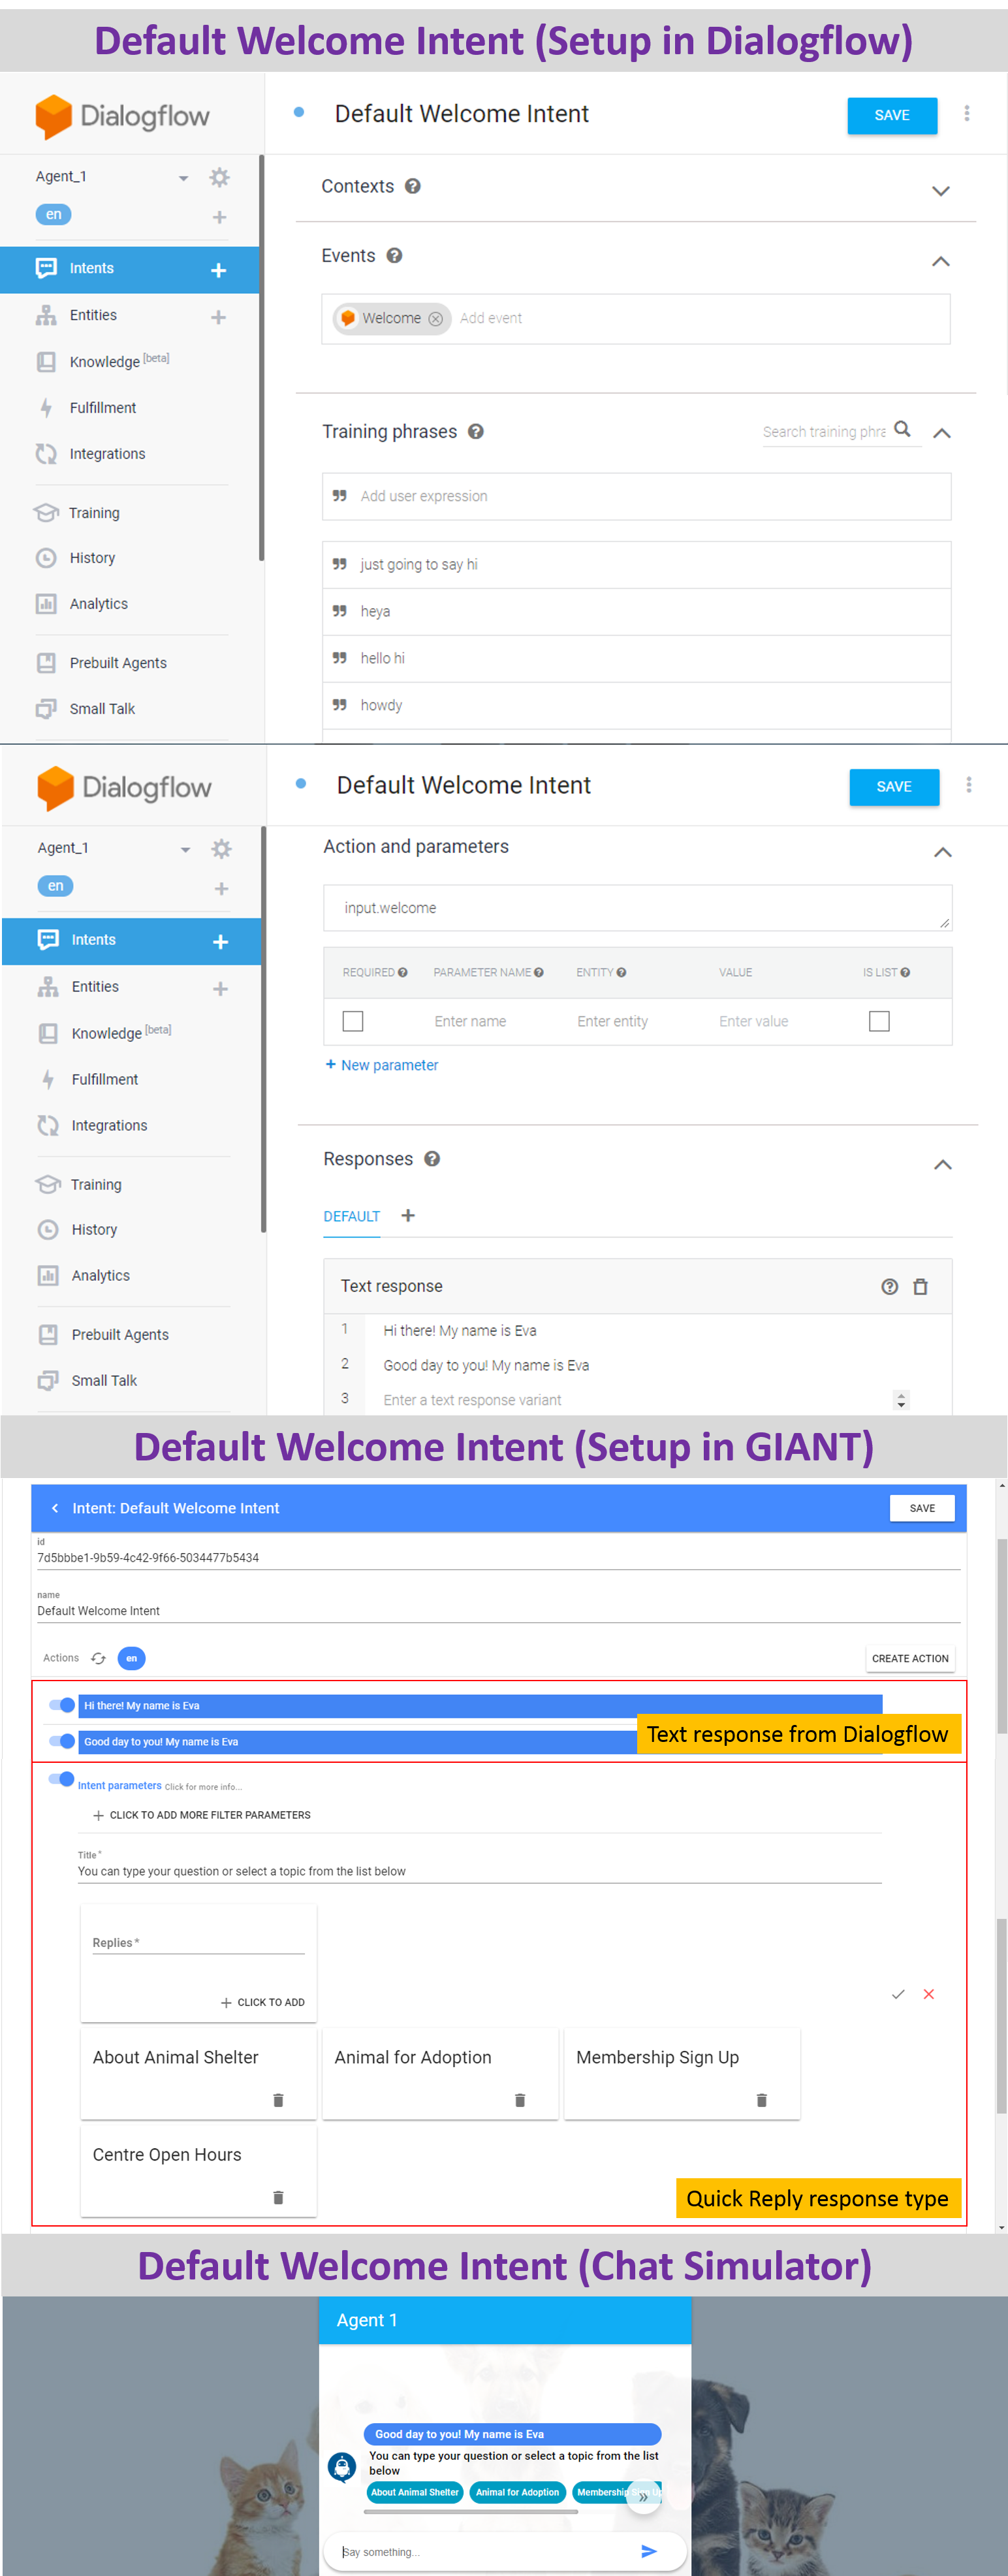 Default Welcome Intent (Setup in Dialogflow)
Dialogflow
Default Welcome Intent
SAVE
Agent_1
en
Intents
Entities
Knowledge [beta]
Fulfillment
Integrations
Training
History
Analytics
Prebuilt Agents
Small Talk
Contexts
Events
Welcome
Add event
Training phrases
Search training phra
Add user expression
just going to say hi
heya
hello hi
howdy
Dialogflow
Default Welcome Intent
SAVE
Agent_1
en
Intents
Entities
Knowledge [beta]
Fulfillment
Integrations
Training
History
Analytics
Prebuilt Agents
Small Talk
Action and parameters
input.welcome
REQUIRED PARAMETER NAME ENTITY VALUE IS LIST
Enter name Enter entity Enter value
+ New parameter
Responses
DEFAULT +
Text response
1 Hi there! My name is Eva
2 Good day to you! My name is Eva
3 Enter a text response variant
Default Welcome Intent (Setup in GIANT)
Intent: Default Welcome Intent
SAVE
id
7d5bbbe1-9b59-4c42-9f66-5034477b5434
name
Default Welcome Intent
Actions en CREATE ACTION
Hi there! My name is Eva
Good day to you! My name is Eva
Text response from Dialogflow
Intent parameters Click for more info...
+ CLICK TO ADD MORE FILTER PARAMETERS
Title *
You can type your question or select a topic from the list below
Replies *
+ CLICK TO ADD
About Animal Shelter
Animal for Adoption
Membership Sign Up
Centre Open Hours
Quick Reply response type
Default Welcome Intent (Chat Simulator)
Agent 1
Good day to you! My name is Eva
You can type your question or select a topic from the list
below
About Animal Shelter Animal for Adoption Membership Sign Up
Say something...